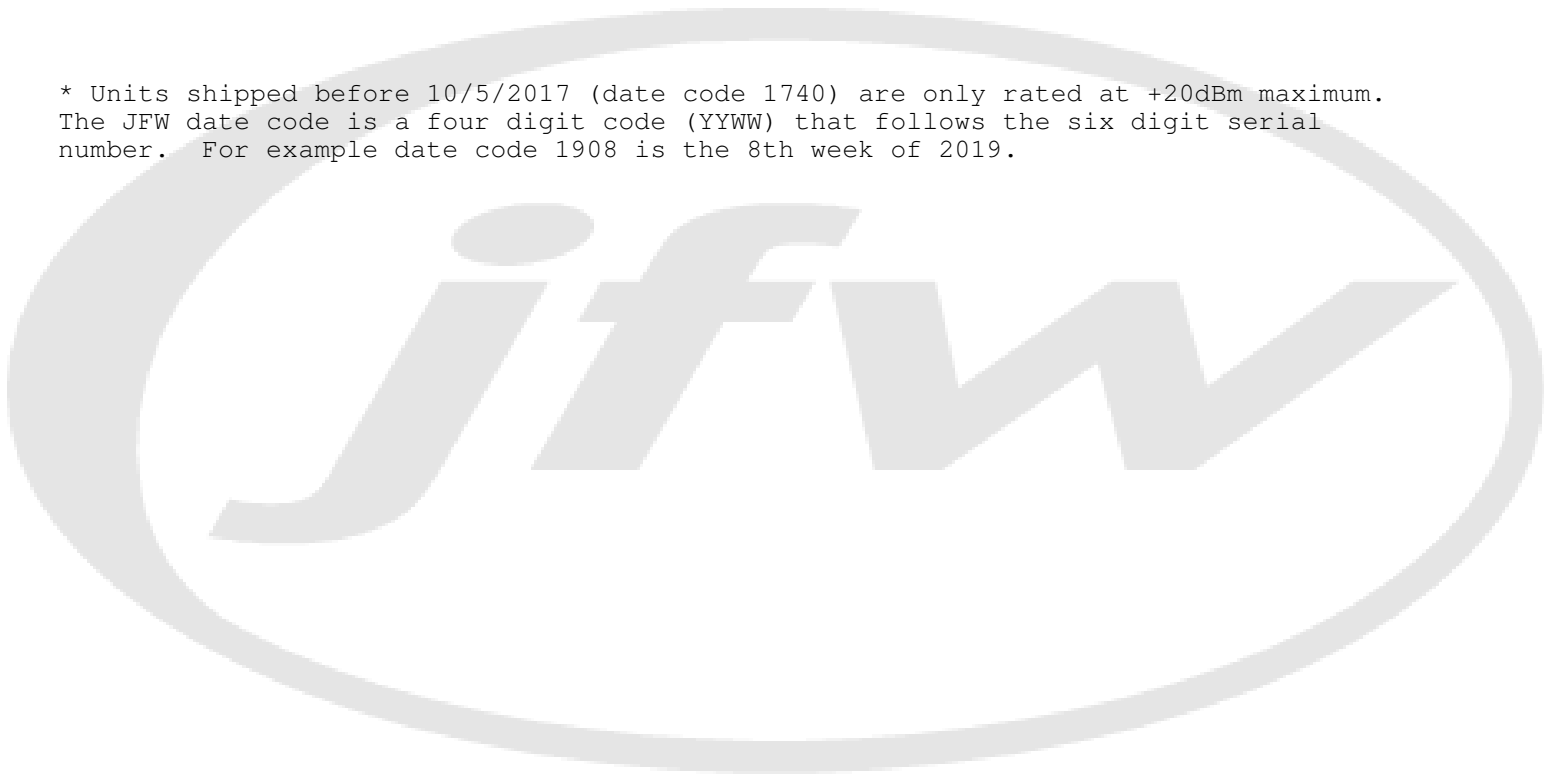 * Units shipped before 10/5/2017 (date code 1740) are only rated at +20dBm maximum.
The JFW date code is a four digit code (YYWW) that follows the six digit serial
number.  For example date code 1908 is the 8th week of 2019.
jfw